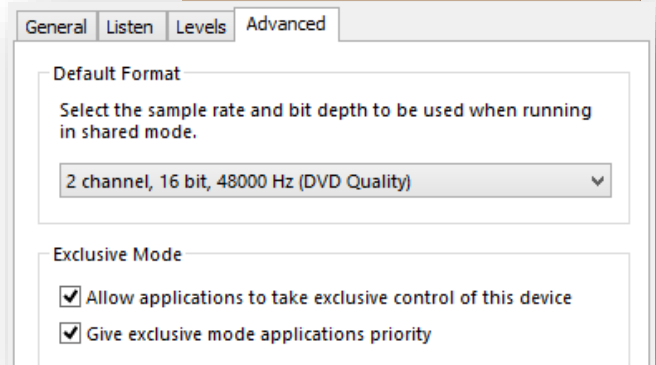 General Listen Levels Advanced
Default Format
Select the sample rate and bit depth to be used when running
in shared mode.
2 channel, 16 bit, 48000 Hz (DVD Quality)
Exclusive Mode
Allow applications to take exclusive control of this device
Give exclusive mode applications priority